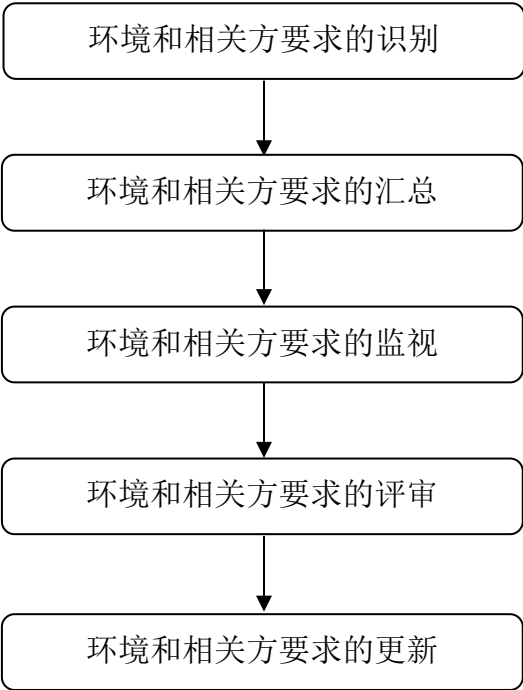 环境和相关方要求的识别
环境和相关方要求的汇总
环境和相关方要求的监视
环境和相关方要求的评审
环境和相关方要求的更新